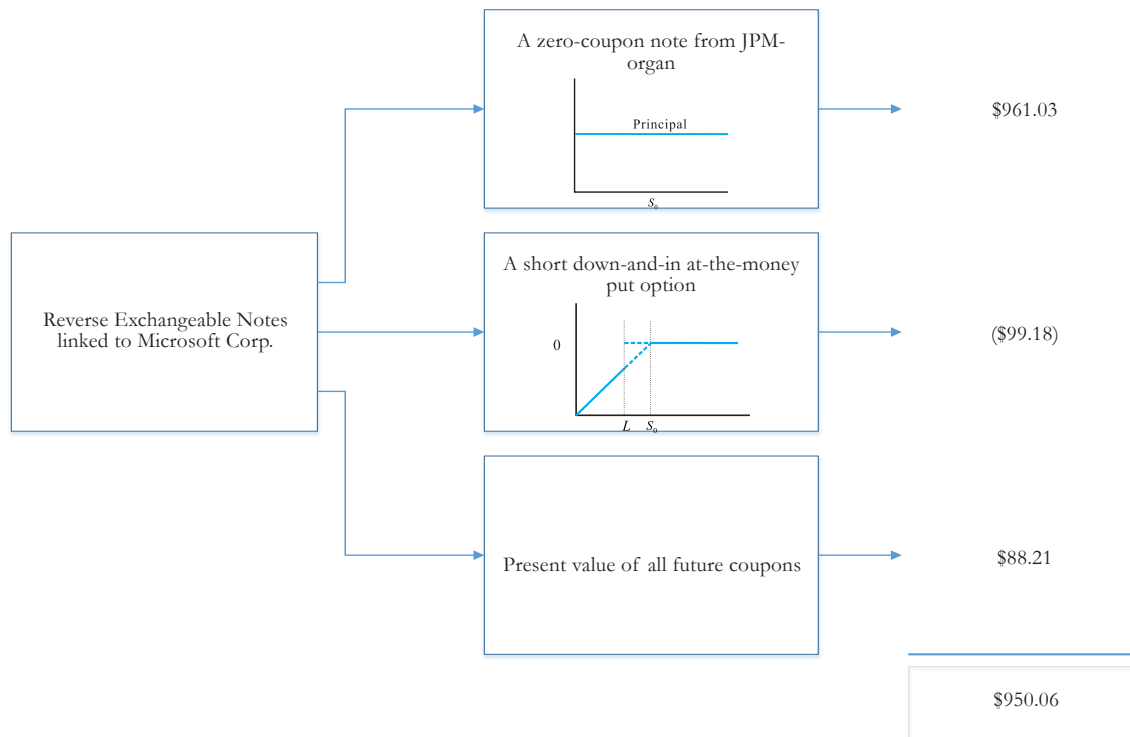 A zero-coupon note from JPM-
organ
Principal
S₀
$961.03
Reverse Exchangeable Notes
linked to Microsoft Corp.
A short down-and-in at-the-money
put option
0
L S₀
($99.18)
Present value of all future coupons
$88.21
$950.06